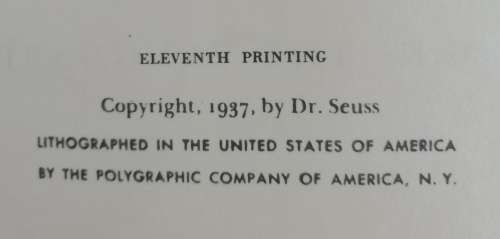 ELEVENTH PRINTING
Copyright, 1937, by Dr. Seuss
LITHOGRAPHED IN THE UNITED STATES OF AMERICA
BY THE POLYGRAPHIC COMPANY OF AMERICA, N. Y.